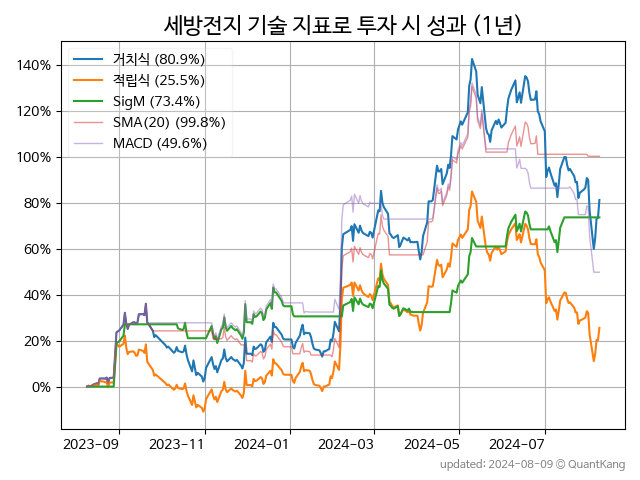 세방전지 기술 지표로 투자 시 성과 (1년)
140%
120%
100%
80%
60%
40%
20%
0%
거치식 (80.9%)
적립식 (25.5%)
SigM (73.4%)
SMA(20) (99.8%)
MACD (49.6%)
2023-09 2023-11 2024-01 2024-03 2024-05 2024-07
updated: 2024-08-09 © QuantKang